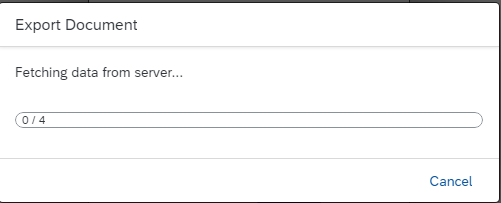 Export Document
Fetching data from server...
0 / 4
Cancel